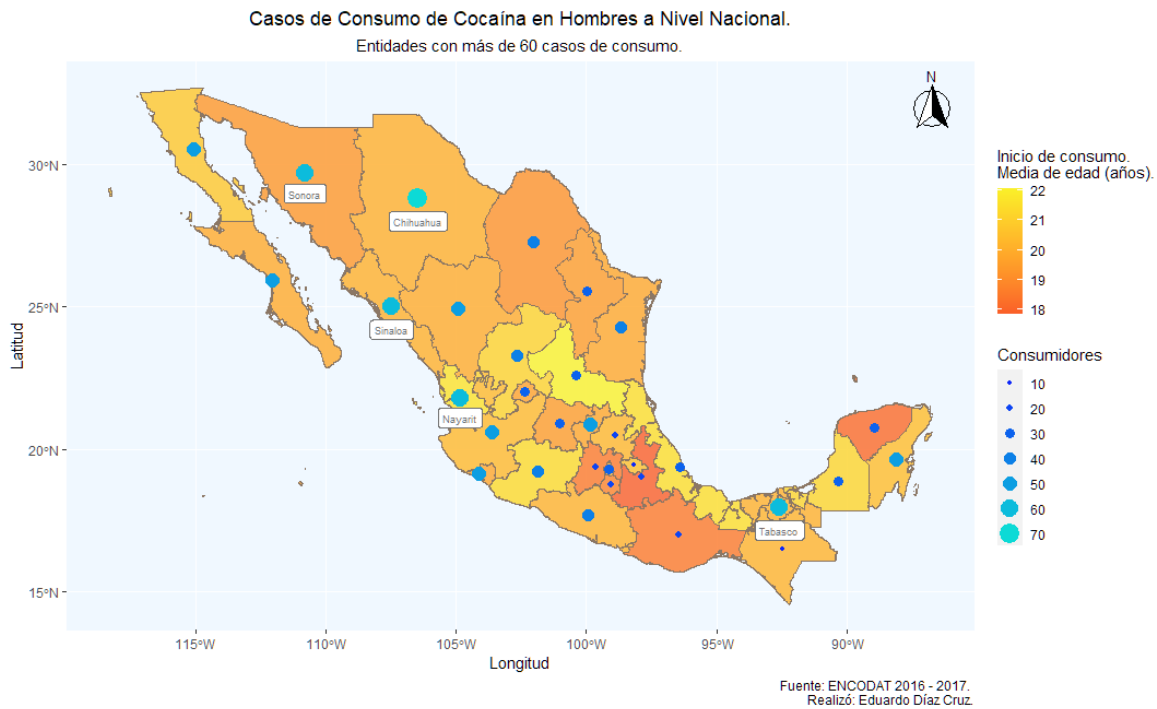 Casos de Consumo de Cocaína en Hombres a Nivel Nacional.
Entidades con más de 60 casos de consumo.
N
Inicio de consumo.
Media de edad (años).
22
21
20
19
18
Consumidores
10
20
30
40
50
60
70
30°N
25°N
20°N
15°N
Latitud
Sonora
Chihuahua
Sinaloa
Nayarit
Tabasco
115°W
110°W
105°W
100°W
95°W
90°W
Longitud
Fuente: ENCODAT 2016 - 2017.
Realizó: Eduardo Díaz Cruz.